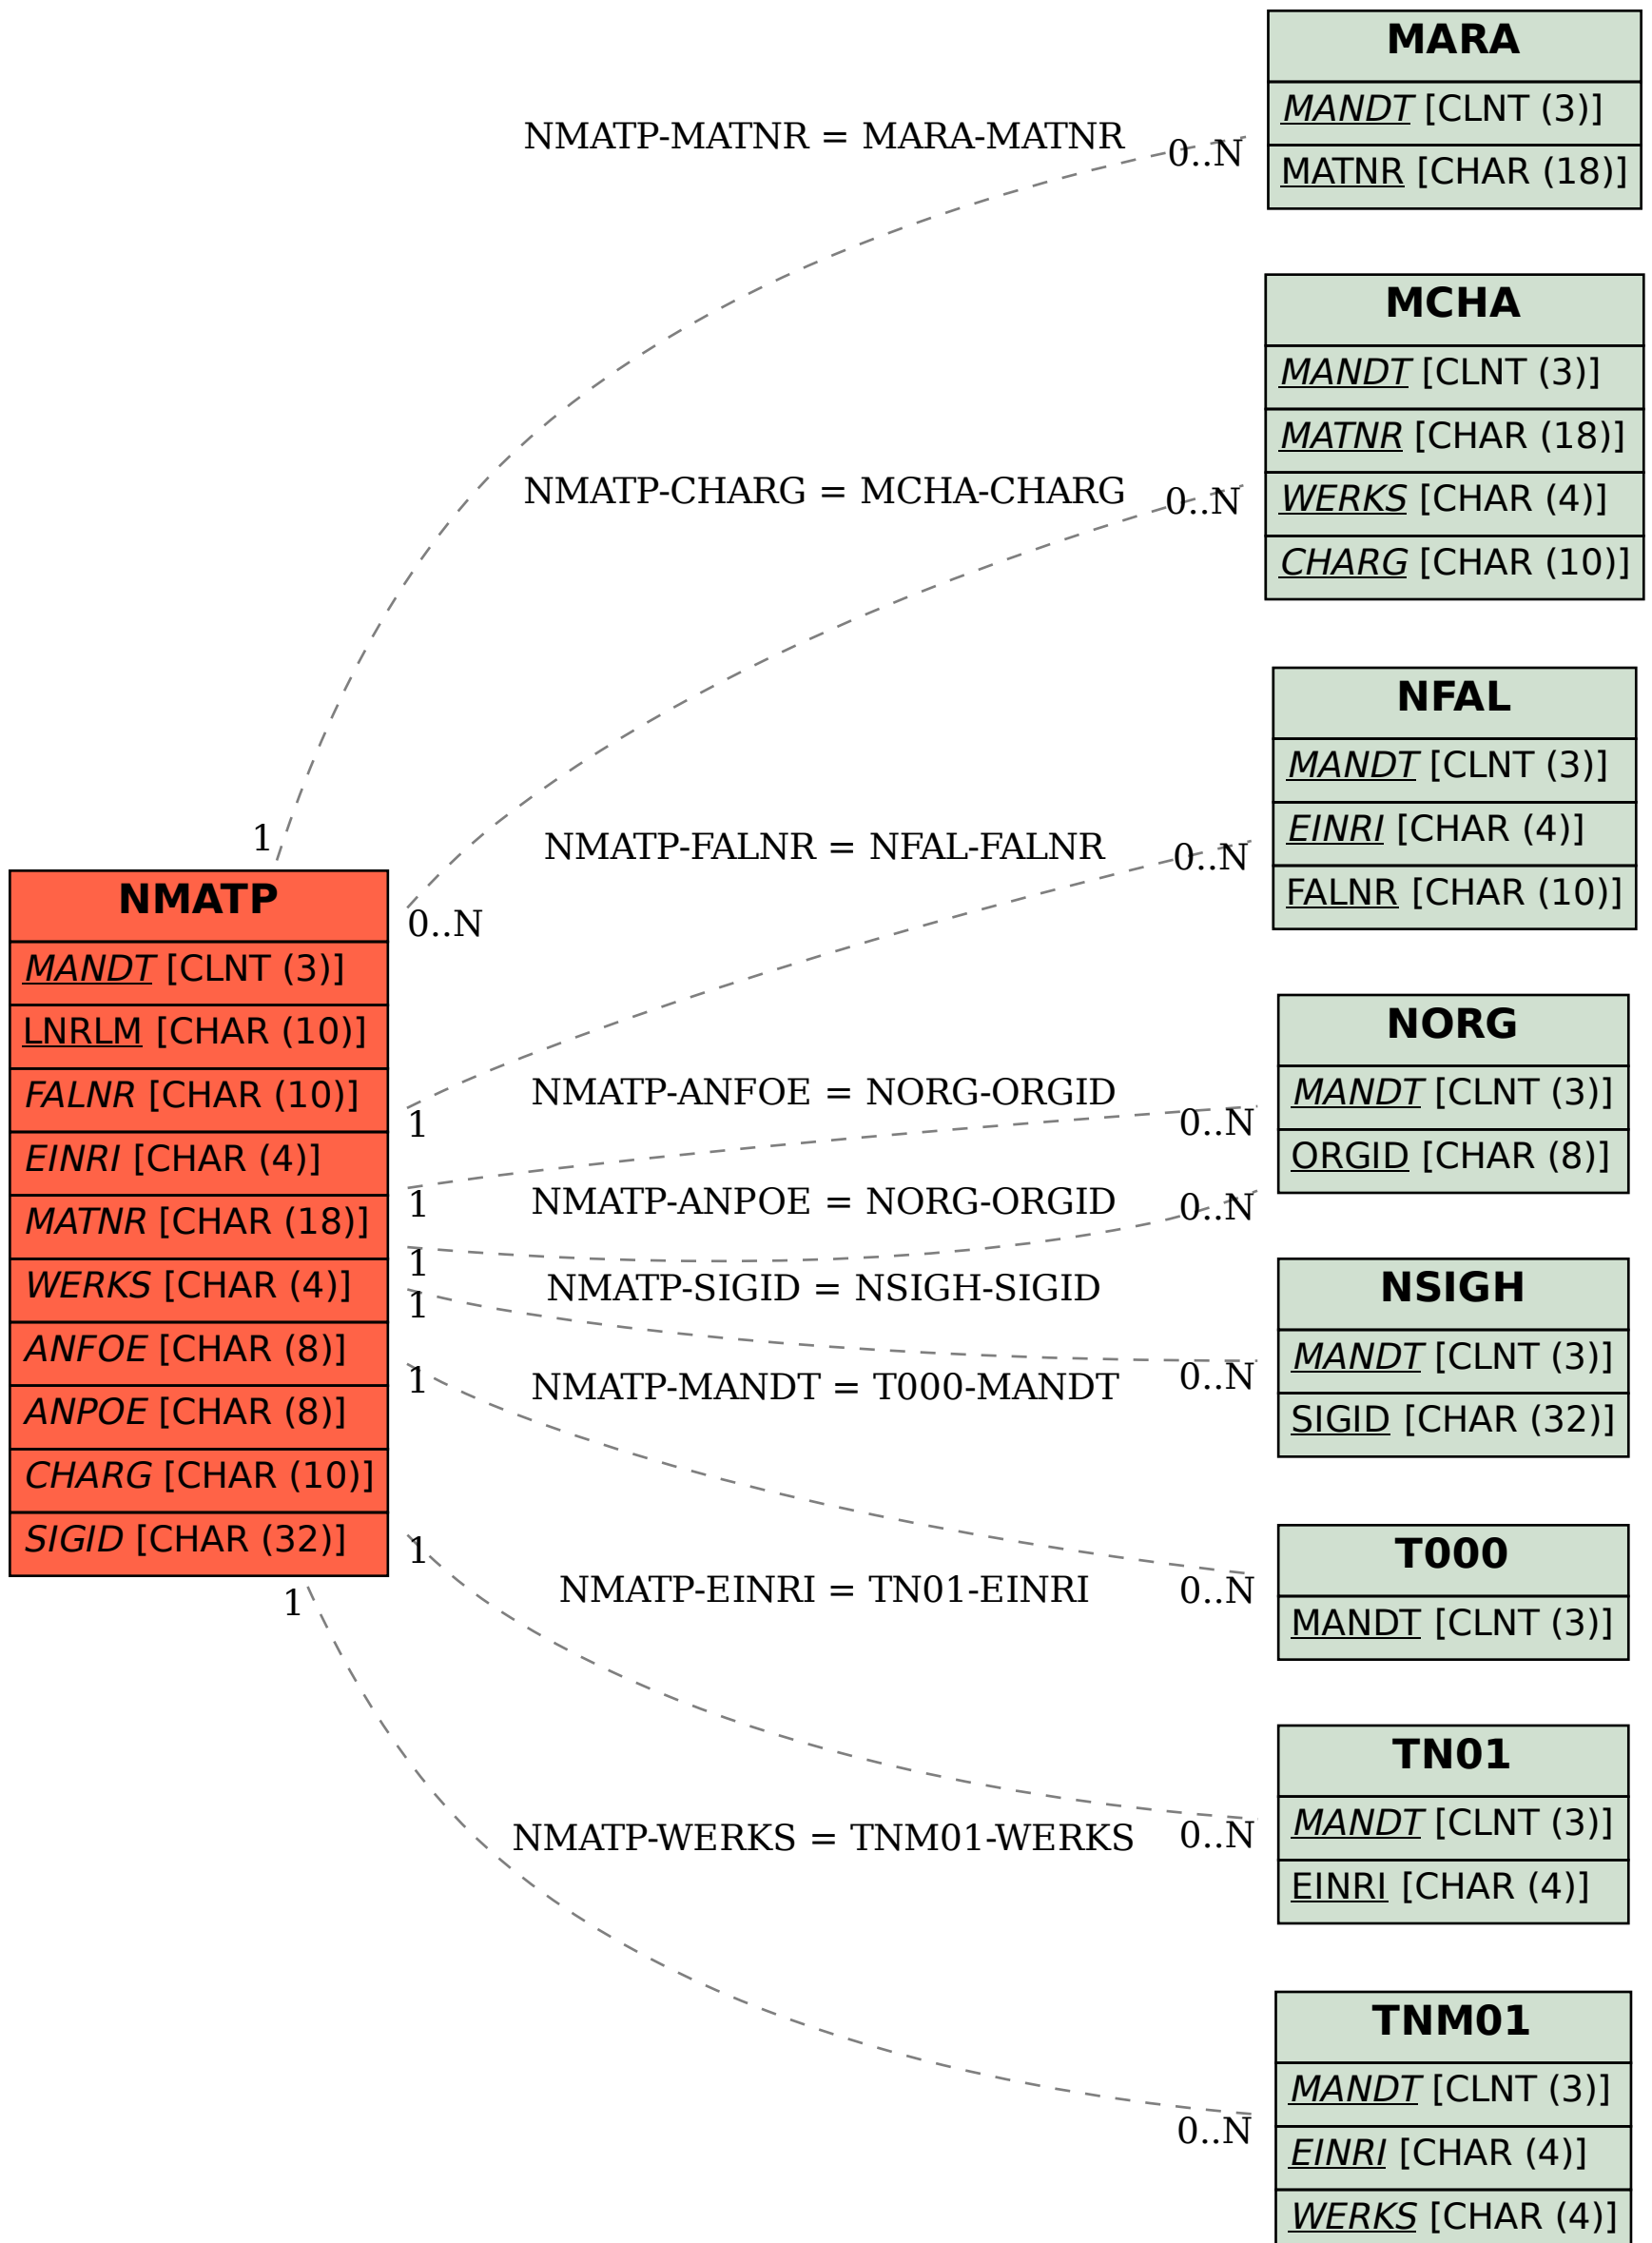 MARA
MANDT [CLNT (3)]
MATNR [CHAR (18)]
NMATP-MATNR = MARA-MATNR
0..N
1
MCHA
MANDT [CLNT (3)]
MATNR [CHAR (18)]
WERKS [CHAR (4)]
CHARG [CHAR (10)]
NMATP-CHARG = MCHA-CHARG
0..N
0..N
NFAL
MANDT [CLNT (3)]
EINRI [CHAR (4)]
FALNR [CHAR (10)]
NMATP-FALNR = NFAL-FALNR
0..N
1
NMATP
MANDT [CLNT (3)]
LNRLM [CHAR (10)]
FALNR [CHAR (10)]
EINRI [CHAR (4)]
MATNR [CHAR (18)]
WERKS [CHAR (4)]
ANFOE [CHAR (8)]
ANPOE [CHAR (8)]
CHARG [CHAR (10)]
SIGID [CHAR (32)]
NORG
MANDT [CLNT (3)]
ORGID [CHAR (8)]
NMATP-ANFOE = NORG-ORGID
0..N
1
NMATP-ANPOE = NORG-ORGID
0..N
1
NSIGH
MANDT [CLNT (3)]
SIGID [CHAR (32)]
NMATP-SIGID = NSIGH-SIGID
0..N
1
T000
MANDT [CLNT (3)]
NMATP-MANDT = T000-MANDT
0..N
1
TN01
MANDT [CLNT (3)]
EINRI [CHAR (4)]
NMATP-EINRI = TN01-EINRI
0..N
1
TNM01
MANDT [CLNT (3)]
EINRI [CHAR (4)]
WERKS [CHAR (4)]
NMATP-WERKS = TNM01-WERKS
0..N
1